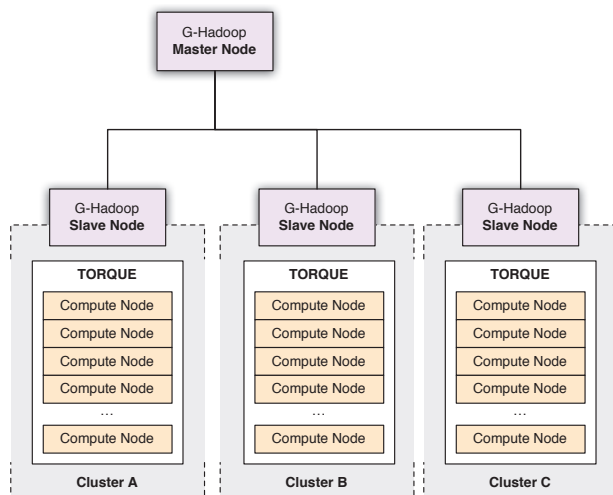 G-Hadoop
Master Node
G-Hadoop
Slave Node
G-Hadoop
Slave Node
G-Hadoop
Slave Node
TORQUE
Compute Node
Compute Node
Compute Node
Compute Node
...
Compute Node
Cluster A
TORQUE
Compute Node
Compute Node
Compute Node
Compute Node
...
Compute Node
Cluster B
TORQUE
Compute Node
Compute Node
Compute Node
Compute Node
...
Compute Node
Cluster C